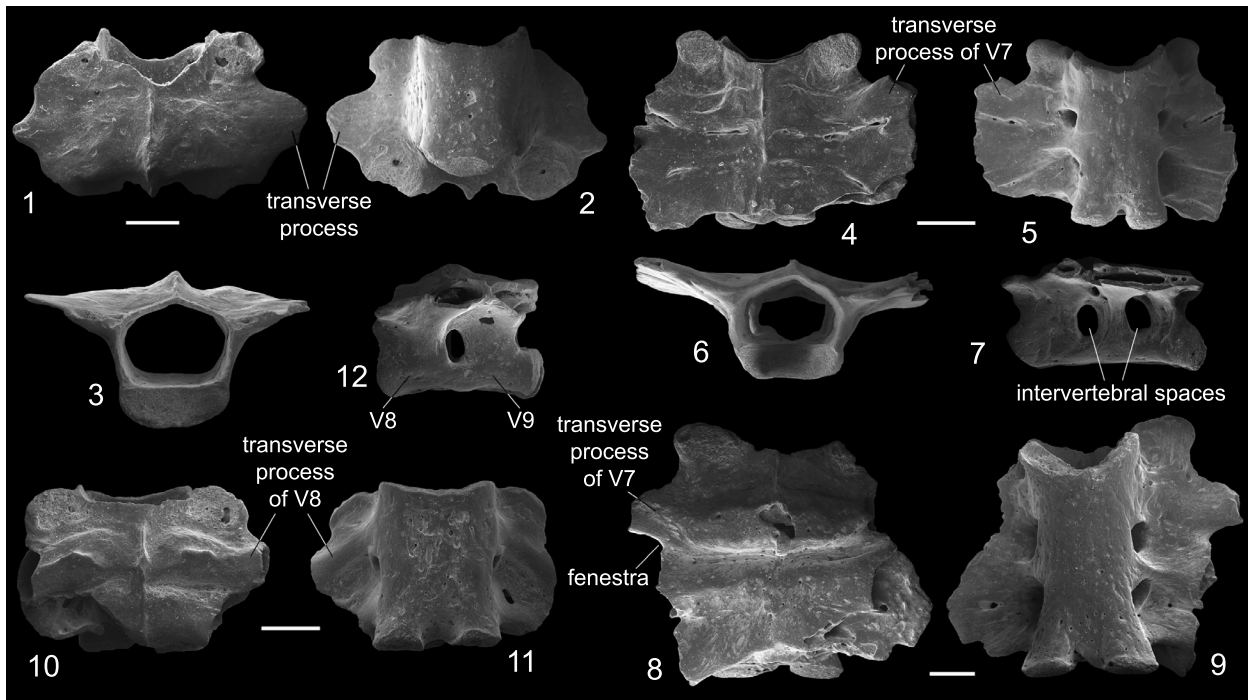 transverse
process of V7
transverse
process
1
2
4
5
3
12
V8
V9
6
7
intervertebral spaces
transverse
process
of V8
transverse
process
of V7
fenestra
10
11
8
9